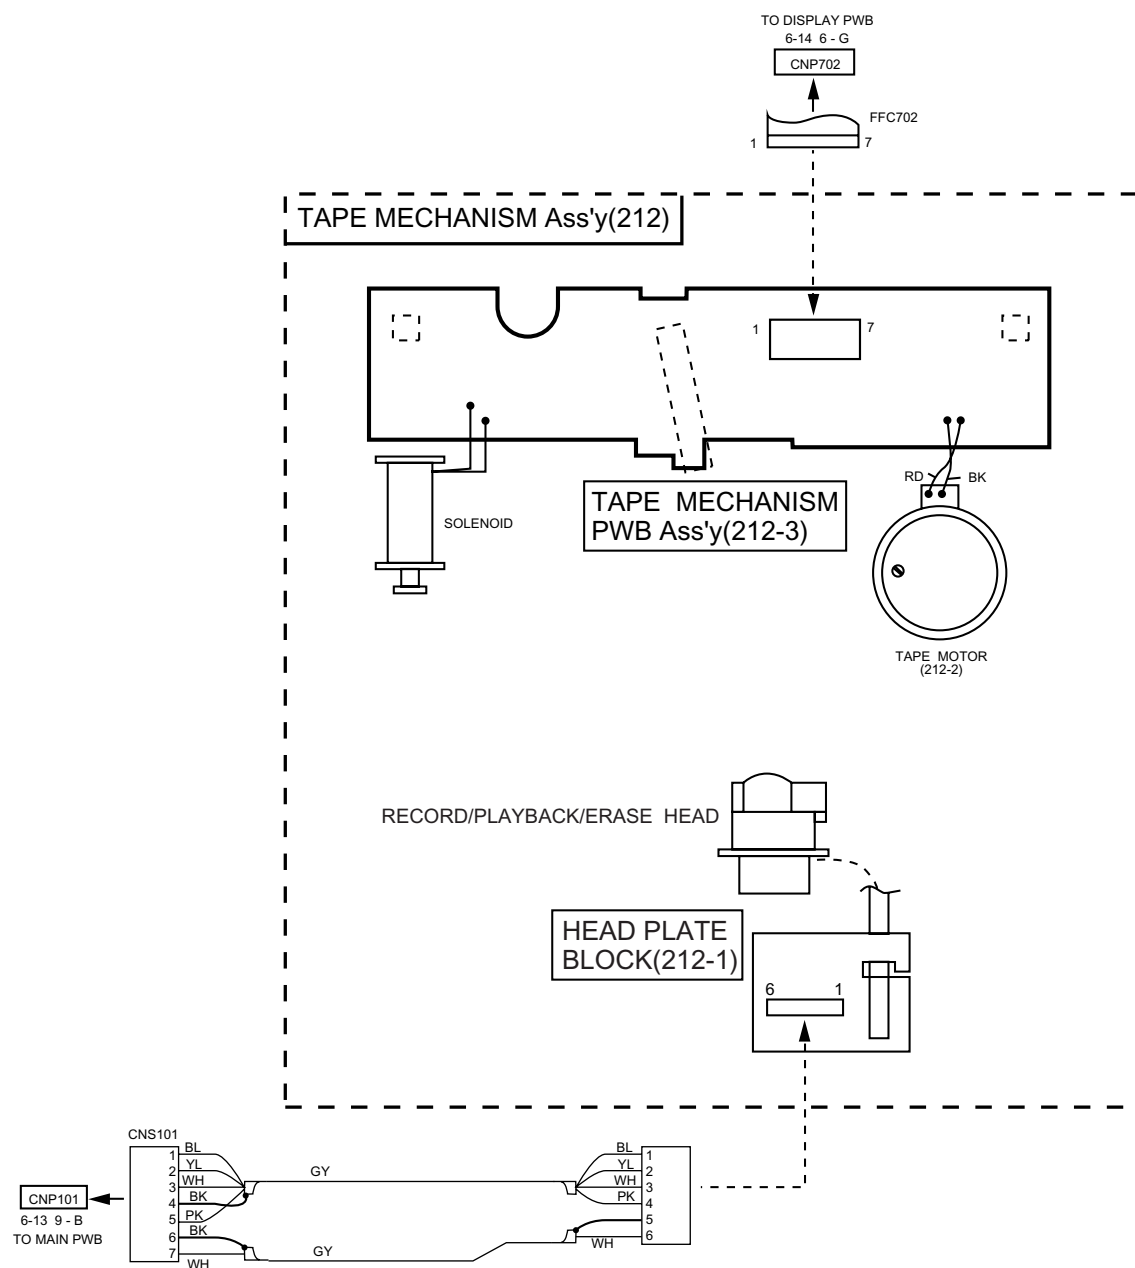 TO DISPLAY PWB
6-14 6 - G
CNP702
FFC702
1 7
TAPE MECHANISM Ass'y(212)
1 7
RD BK
TAPE MECHANISM
PWB Ass'y(212-3)
SOLENOID
TAPE MOTOR
(212-2)
RECORD/PLAYBACK/ERASE HEAD
HEAD PLATE
BLOCK(212-1)
6 1
CNS101
BL 1
YL 2
WH 3
BK 4
PK 5
BK 6
WH 7
GY
GY
BL 1
YL 2
WH 3
PK 4
5
WH 6
CNP101
6-13 9 - B
TO MAIN PWB